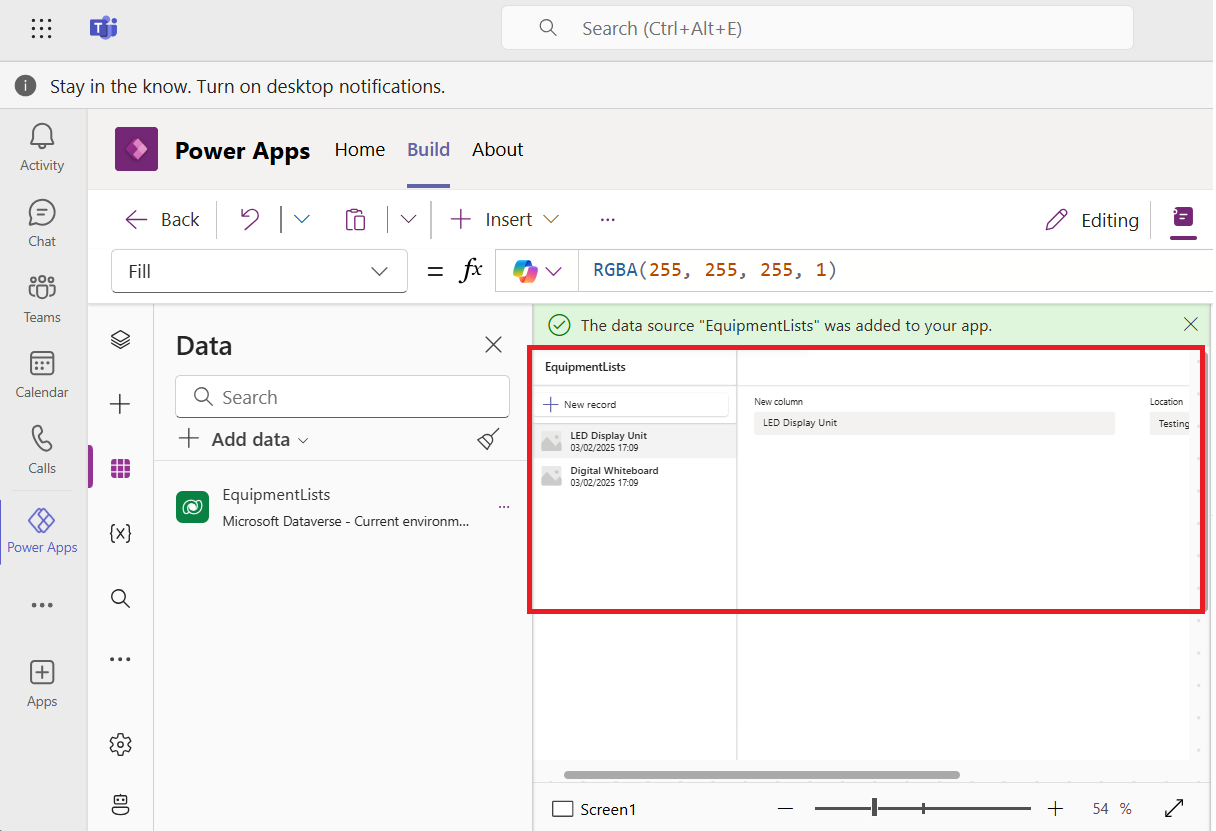 Search (Ctrl+Alt+E)
Stay in the know. Turn on desktop notifications.
Activity
Chat
Teams
Calendar
Calls
Power Apps
Apps
Power Apps Home Build About
Back
Insert
Editing
Fill
= fx
RGBA(255, 255, 255, 1)
Data
Search
Add data
EquipmentLists
Microsoft Dataverse - Current environm...
The data source "EquipmentLists" was added to your app.
EquipmentLists
New record
LED Display Unit
03/02/2025 17:09
Digital Whiteboard
03/02/2025 17:09
New column
LED Display Unit
Location
Testing
Screen1
54 %